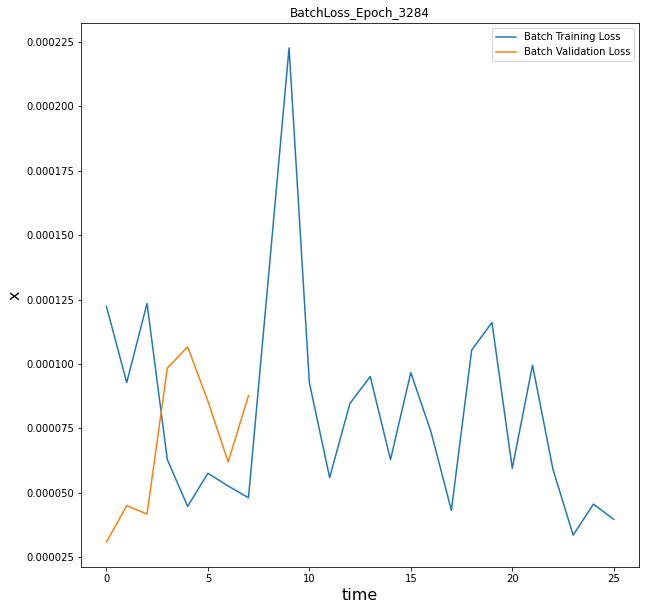 BatchLoss_Epoch_3284
Batch Training Loss
Batch Validation Loss
0.000225
0.000200
0.000175
0.000150
0.000125
0.000100
0.000075
0.000050
0.000025
x
0 5 10 15 20 25
time